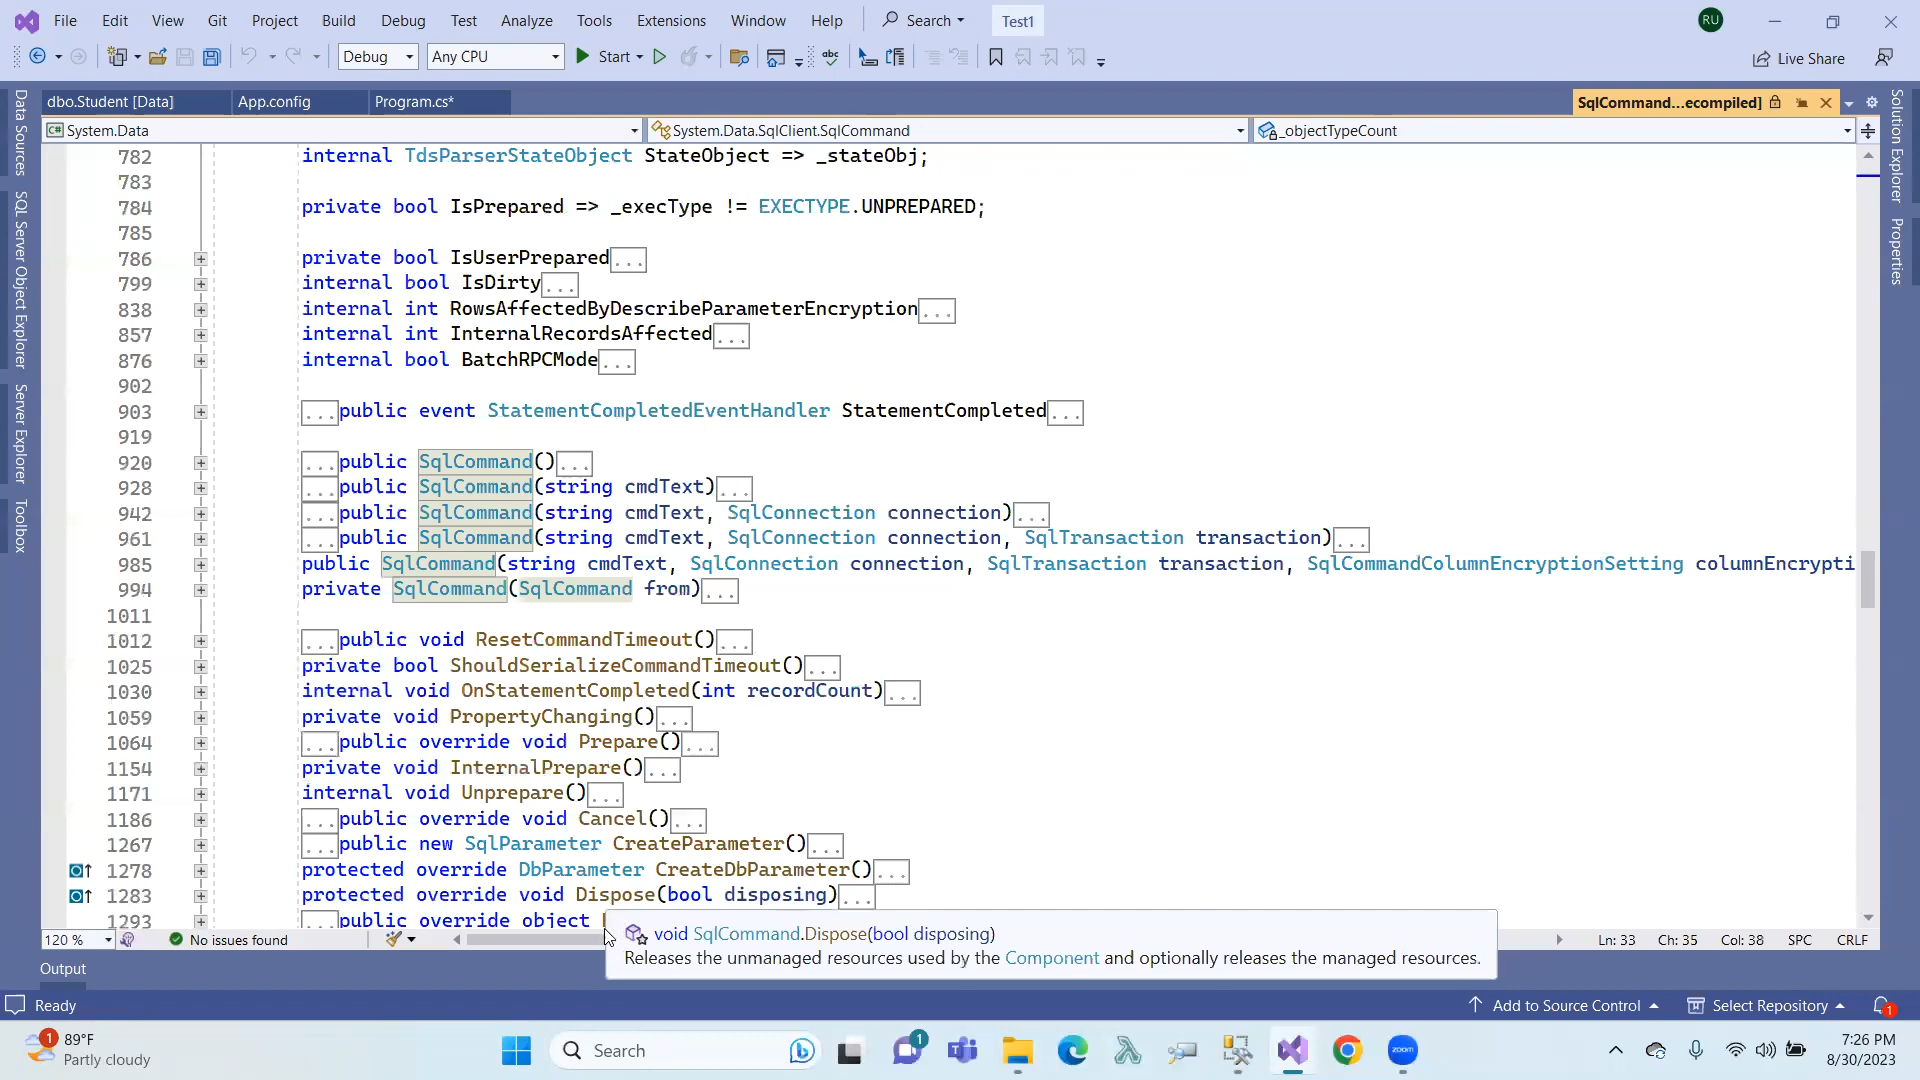 File Edit View Git Project Build Debug Test Analyze Tools Extensions Window Help Search Test1 RU
Debug Any CPU Start abc Live Share
dbo.Student [Data] App.config Program.cs* SqlCommand...ecompiled]
C# System.Data System.Data.SqlClient.SqlCommand _objectTypeCount
Data Sources
SQL Server Object Explorer
Server Explorer
Toolbox
Solution Explorer
Properties
782 internal TdsParserStateObject StateObject => _stateObj;
783
784 private bool IsPrepared => _execType != EXECTYPE.UNPREPARED;
785
786 private bool IsUserPrepared...
799 internal bool IsDirty...
838 internal int RowsAffectedByDescribeParameterEncryption...
857 internal int InternalRecordsAffected...
876 internal bool BatchRPCMode...
902
903 ...public event StatementCompletedEventHandler StatementCompleted...
919
920 ...public SqlCommand()...
928 ...public SqlCommand(string cmdText)...
942 ...public SqlCommand(string cmdText, SqlConnection connection)...
961 ...public SqlCommand(string cmdText, SqlConnection connection, SqlTransaction transaction)...
985 public SqlCommand(string cmdText, SqlConnection connection, SqlTransaction transaction, SqlCommandColumnEncryptionSetting columnEncrypti
994 private SqlCommand(SqlCommand from)...
1011
1012 ...public void ResetCommandTimeout()...
1025 private bool ShouldSerializeCommandTimeout()...
1030 internal void OnStatementCompleted(int recordCount)...
1059 private void PropertyChanging()...
1064 ...public override void Prepare()...
1154 private void InternalPrepare()...
1171 internal void Unprepare()...
1186 ...public override void Cancel()...
1267 ...public new SqlParameter CreateParameter()...
1278 protected override DbParameter CreateDbParameter()...
1283 protected override void Dispose(bool disposing)...
1293 ...public override object
void SqlCommand.Dispose(bool disposing)
Releases the unmanaged resources used by the Component and optionally releases the managed resources.
120 % No issues found Ln: 33 Ch: 35 Col: 38 SPC CRLF
Output
Ready Add to Source Control Select Repository 1
1 89°F
Partly cloudy
Search 1 zoom
7:26 PM
8/30/2023